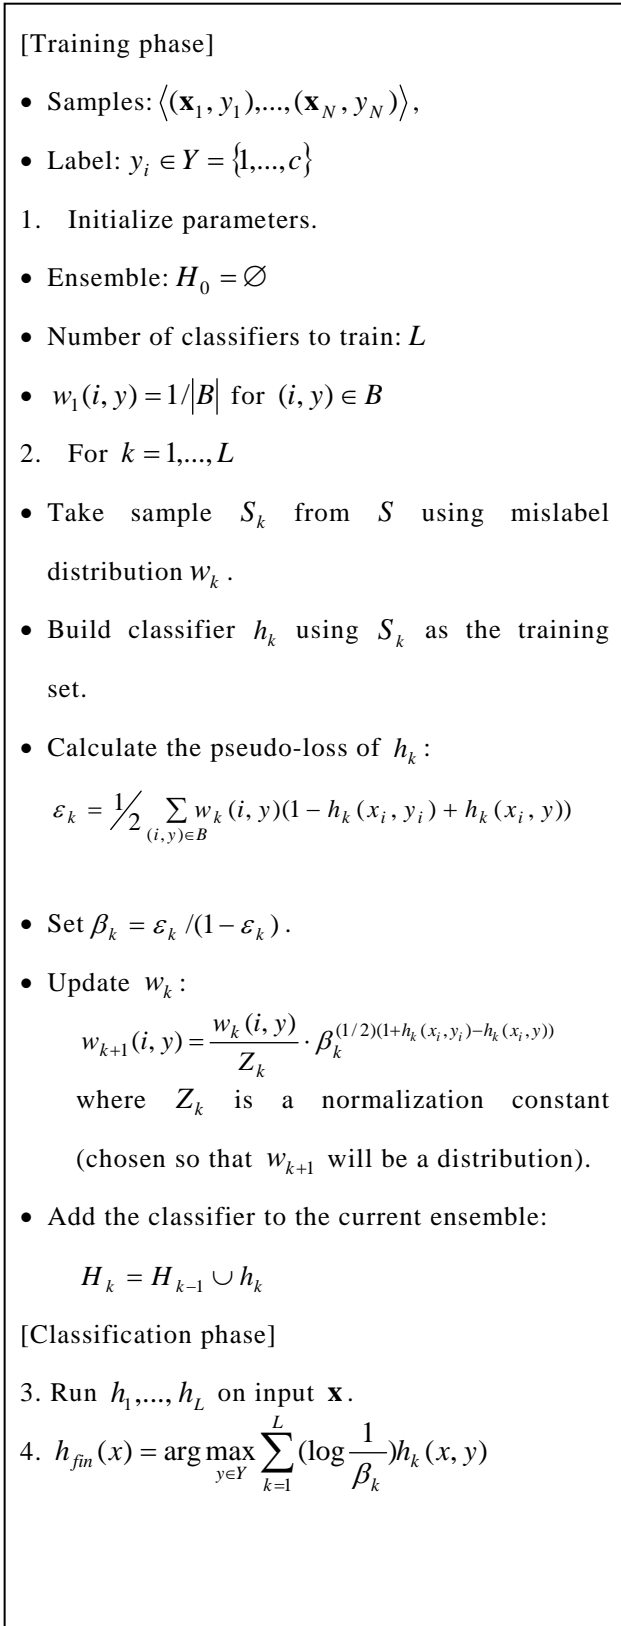 [Training phase]
• Samples: ⟨(𝐱₁, y₁),...,(𝐱_N, y_N)⟩,
• Label: y_i ∈ Y = {1,...,c}
1. Initialize parameters.
• Ensemble: H₀ = ∅
• Number of classifiers to train: L
• w₁(i, y) = 1/|B| for (i, y) ∈ B
2. For k = 1,..., L
• Take sample S_k from S using mislabel
distribution w_k .
• Build classifier h_k using S_k as the training
set.
• Calculate the pseudo-loss of h_k :
ε_k = 1/2 ∑_{(i,y)∈B} w_k(i, y)(1 − h_k(x_i, y_i) + h_k(x_i, y))
• Set β_k = ε_k /(1 − ε_k) .
• Update w_k :
w_{k+1}(i, y) = \frac{w_k(i, y)}{Z_k} · β_k^{(1/2)(1+h_k(x_i,y_i)−h_k(x_i,y))}
where Z_k is a normalization constant
(chosen so that w_{k+1} will be a distribution).
• Add the classifier to the current ensemble:
H_k = H_{k−1} ∪ h_k
[Classification phase]
3. Run h₁,..., h_L on input 𝐱 .
4. h_{fin}(x) = arg max_{y∈Y} ∑_{k=1}^{L} (log \frac{1}{β_k})h_k(x, y)